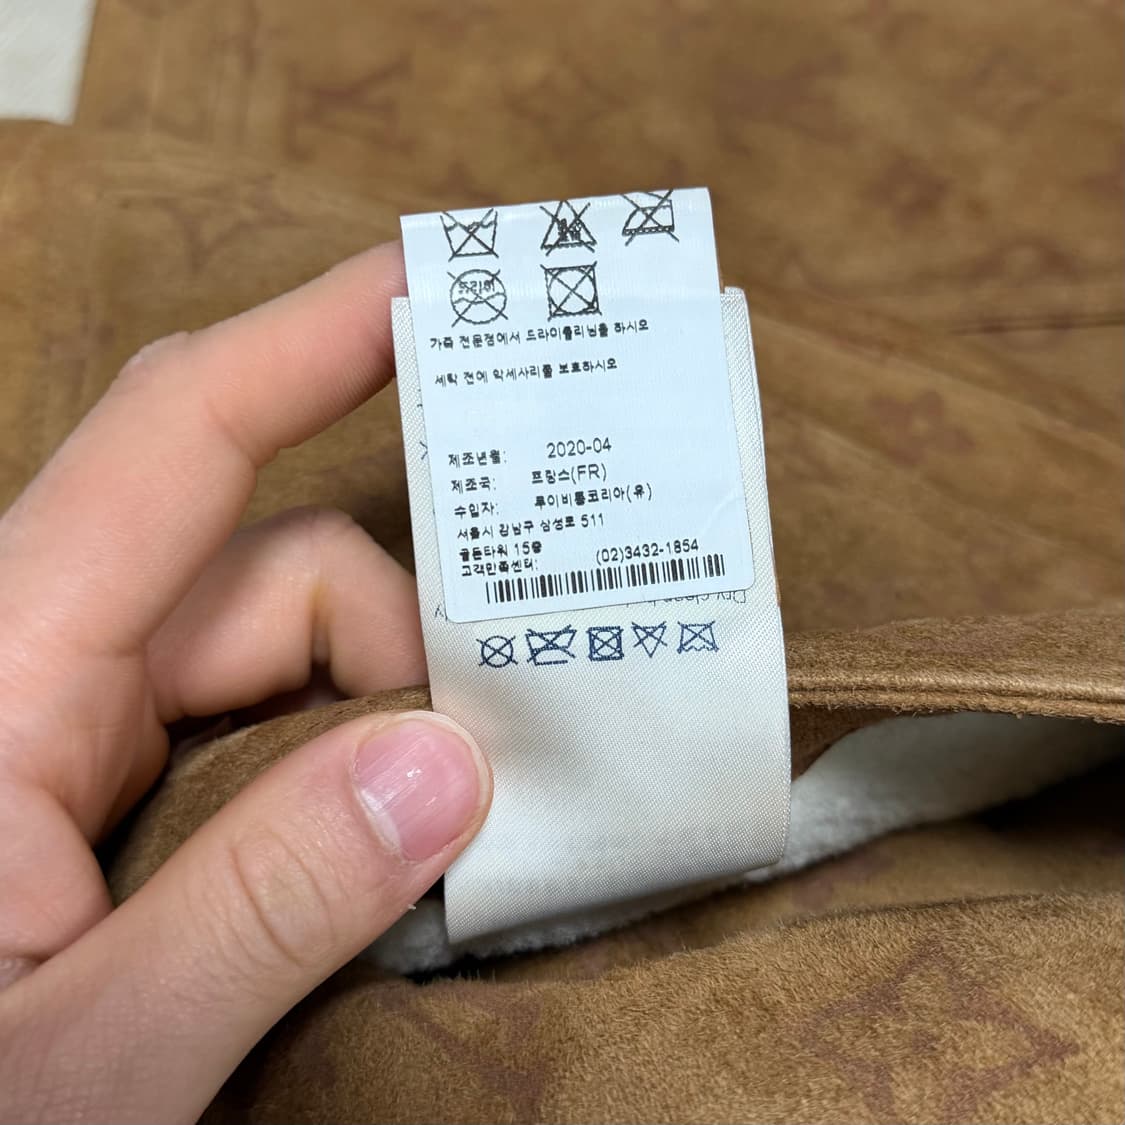 드라이
가죽 전문점에서 드라이클리닝을 하시오
세탁 전에 악세사리를 보호하시오
제조년월: 2020-04
제조국: 프랑스(FR)
수입자: 루이비통코리아(유)
서울시 강남구 삼성로 511
골든타워 15층
고객만족센터: (02)3432-1854
Dry clean